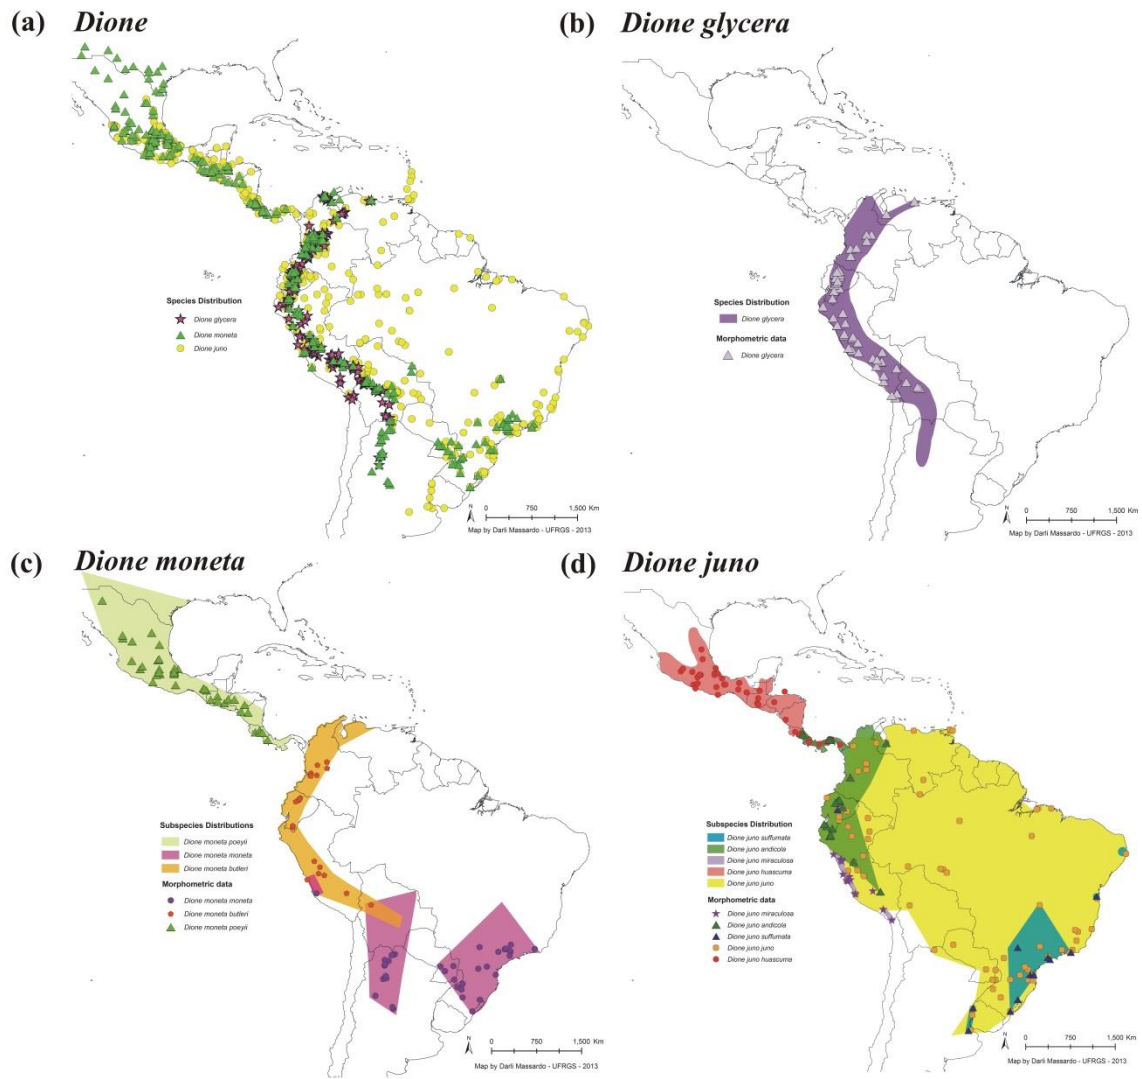 (a) Dione
Species Distribution
Dione glycera
Dione moneta
Dione juno
N
0 750 1,500 Km
Map by Darli Massardo - UFRGS - 2013
(b) Dione glycera
Species Distribution
Dione glycera
Morphometric data
Dione glycera
N
0 750 1,500 Km
Map by Darli Massardo - UFRGS - 2013
(c) Dione moneta
Subspecies Distributions
Dione moneta poeyii
Dione moneta moneta
Dione moneta butleri
Morphometric data
Dione moneta moneta
Dione moneta butleri
Dione moneta poeyii
N
0 750 1,500 Km
Map by Darli Massardo - UFRGS - 2013
(d) Dione juno
Subspecies Distribution
Dione juno suffumata
Dione juno andicola
Dione juno miraculosa
Dione juno huascuma
Dione juno juno
Morphometric data
Dione juno miraculosa
Dione juno andicola
Dione juno suffumata
Dione juno juno
Dione juno huascuma
N
0 750 1,500 Km
Map by Darli Massardo - UFRGS - 2013